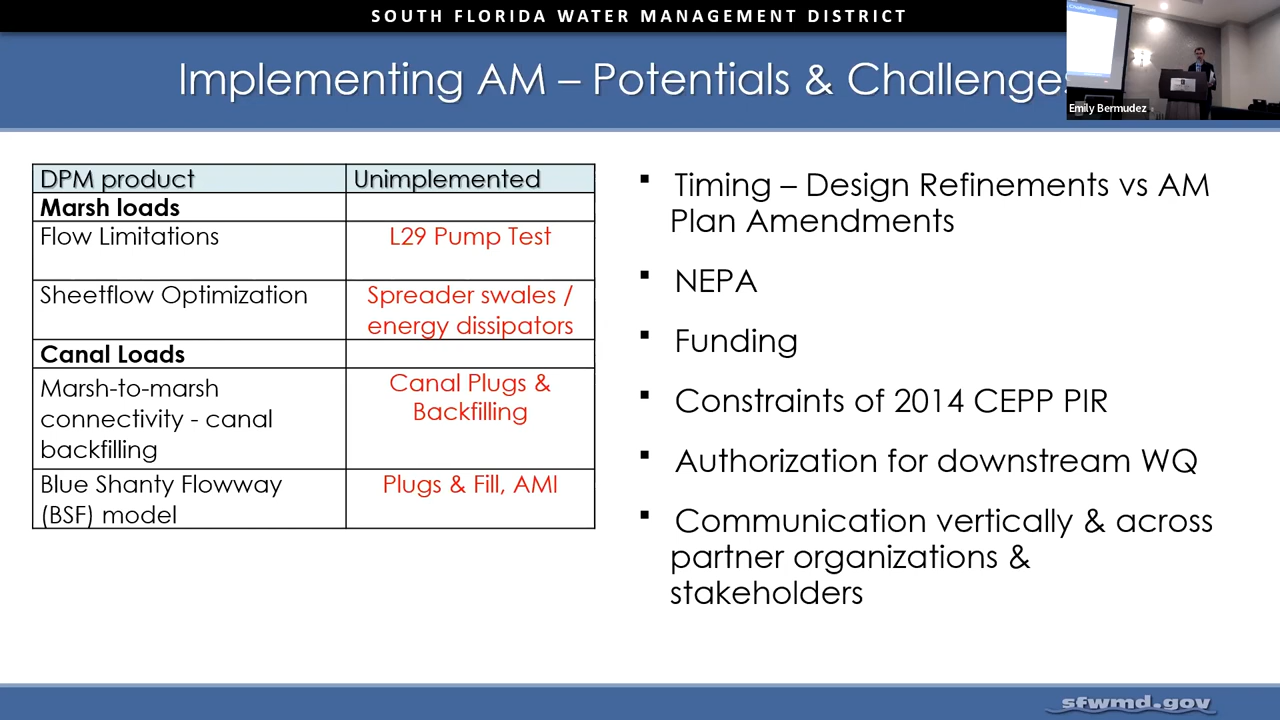 SOUTH FLORIDA WATER MANAGEMENT DISTRICT
Implementing AM – Potentials & Challenges
Emily Bermudez
DPM product Unimplemented
Marsh loads
Flow Limitations L29 Pump Test
Sheetflow Optimization Spreader swales /
energy dissipators
Canal Loads
Marsh-to-marsh Canal Plugs &
connectivity - canal Backfilling
backfilling
Blue Shanty Flowway Plugs & Fill, AMI
(BSF) model
▪ Timing – Design Refinements vs AM
Plan Amendments
▪ NEPA
▪ Funding
▪ Constraints of 2014 CEPP PIR
▪ Authorization for downstream WQ
▪ Communication vertically & across
partner organizations &
stakeholders
sfwmd.gov